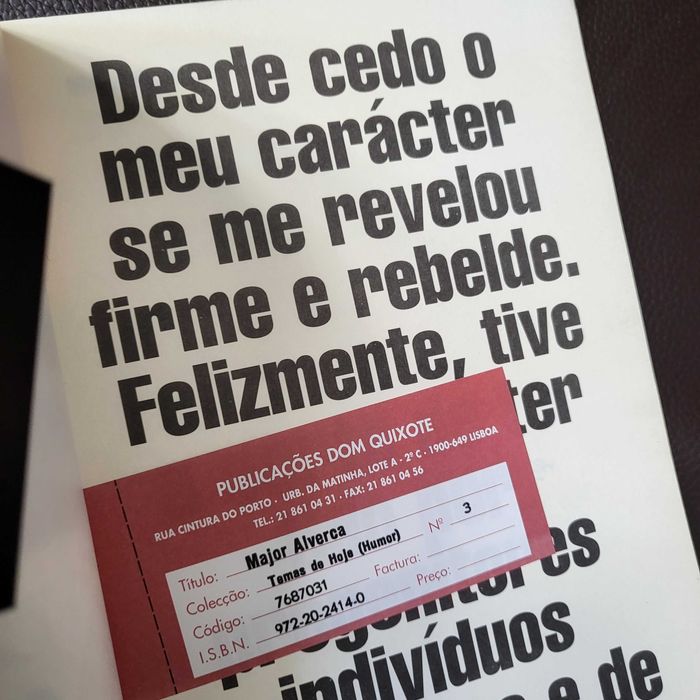 Desde cedo o
meu carácter
se me revelou
firme e rebelde.
Felizmente, tive
PUBLICAÇÕES DOM QUIXOTE
RUA CINTURA DO PORTO · URB. DA MATINHA, LOTE A - 2º C · 1900-649 LISBOA
TEL.: 21 861 04 31 · FAX: 21 861 04 56
Título: Major Alverca
Colecção: Temas de Hoje (Humor) Nº 3
Código: 7687031 Factura:
I.S.B.N. 972-20-2414-0 Preço:
indivíduos
e de